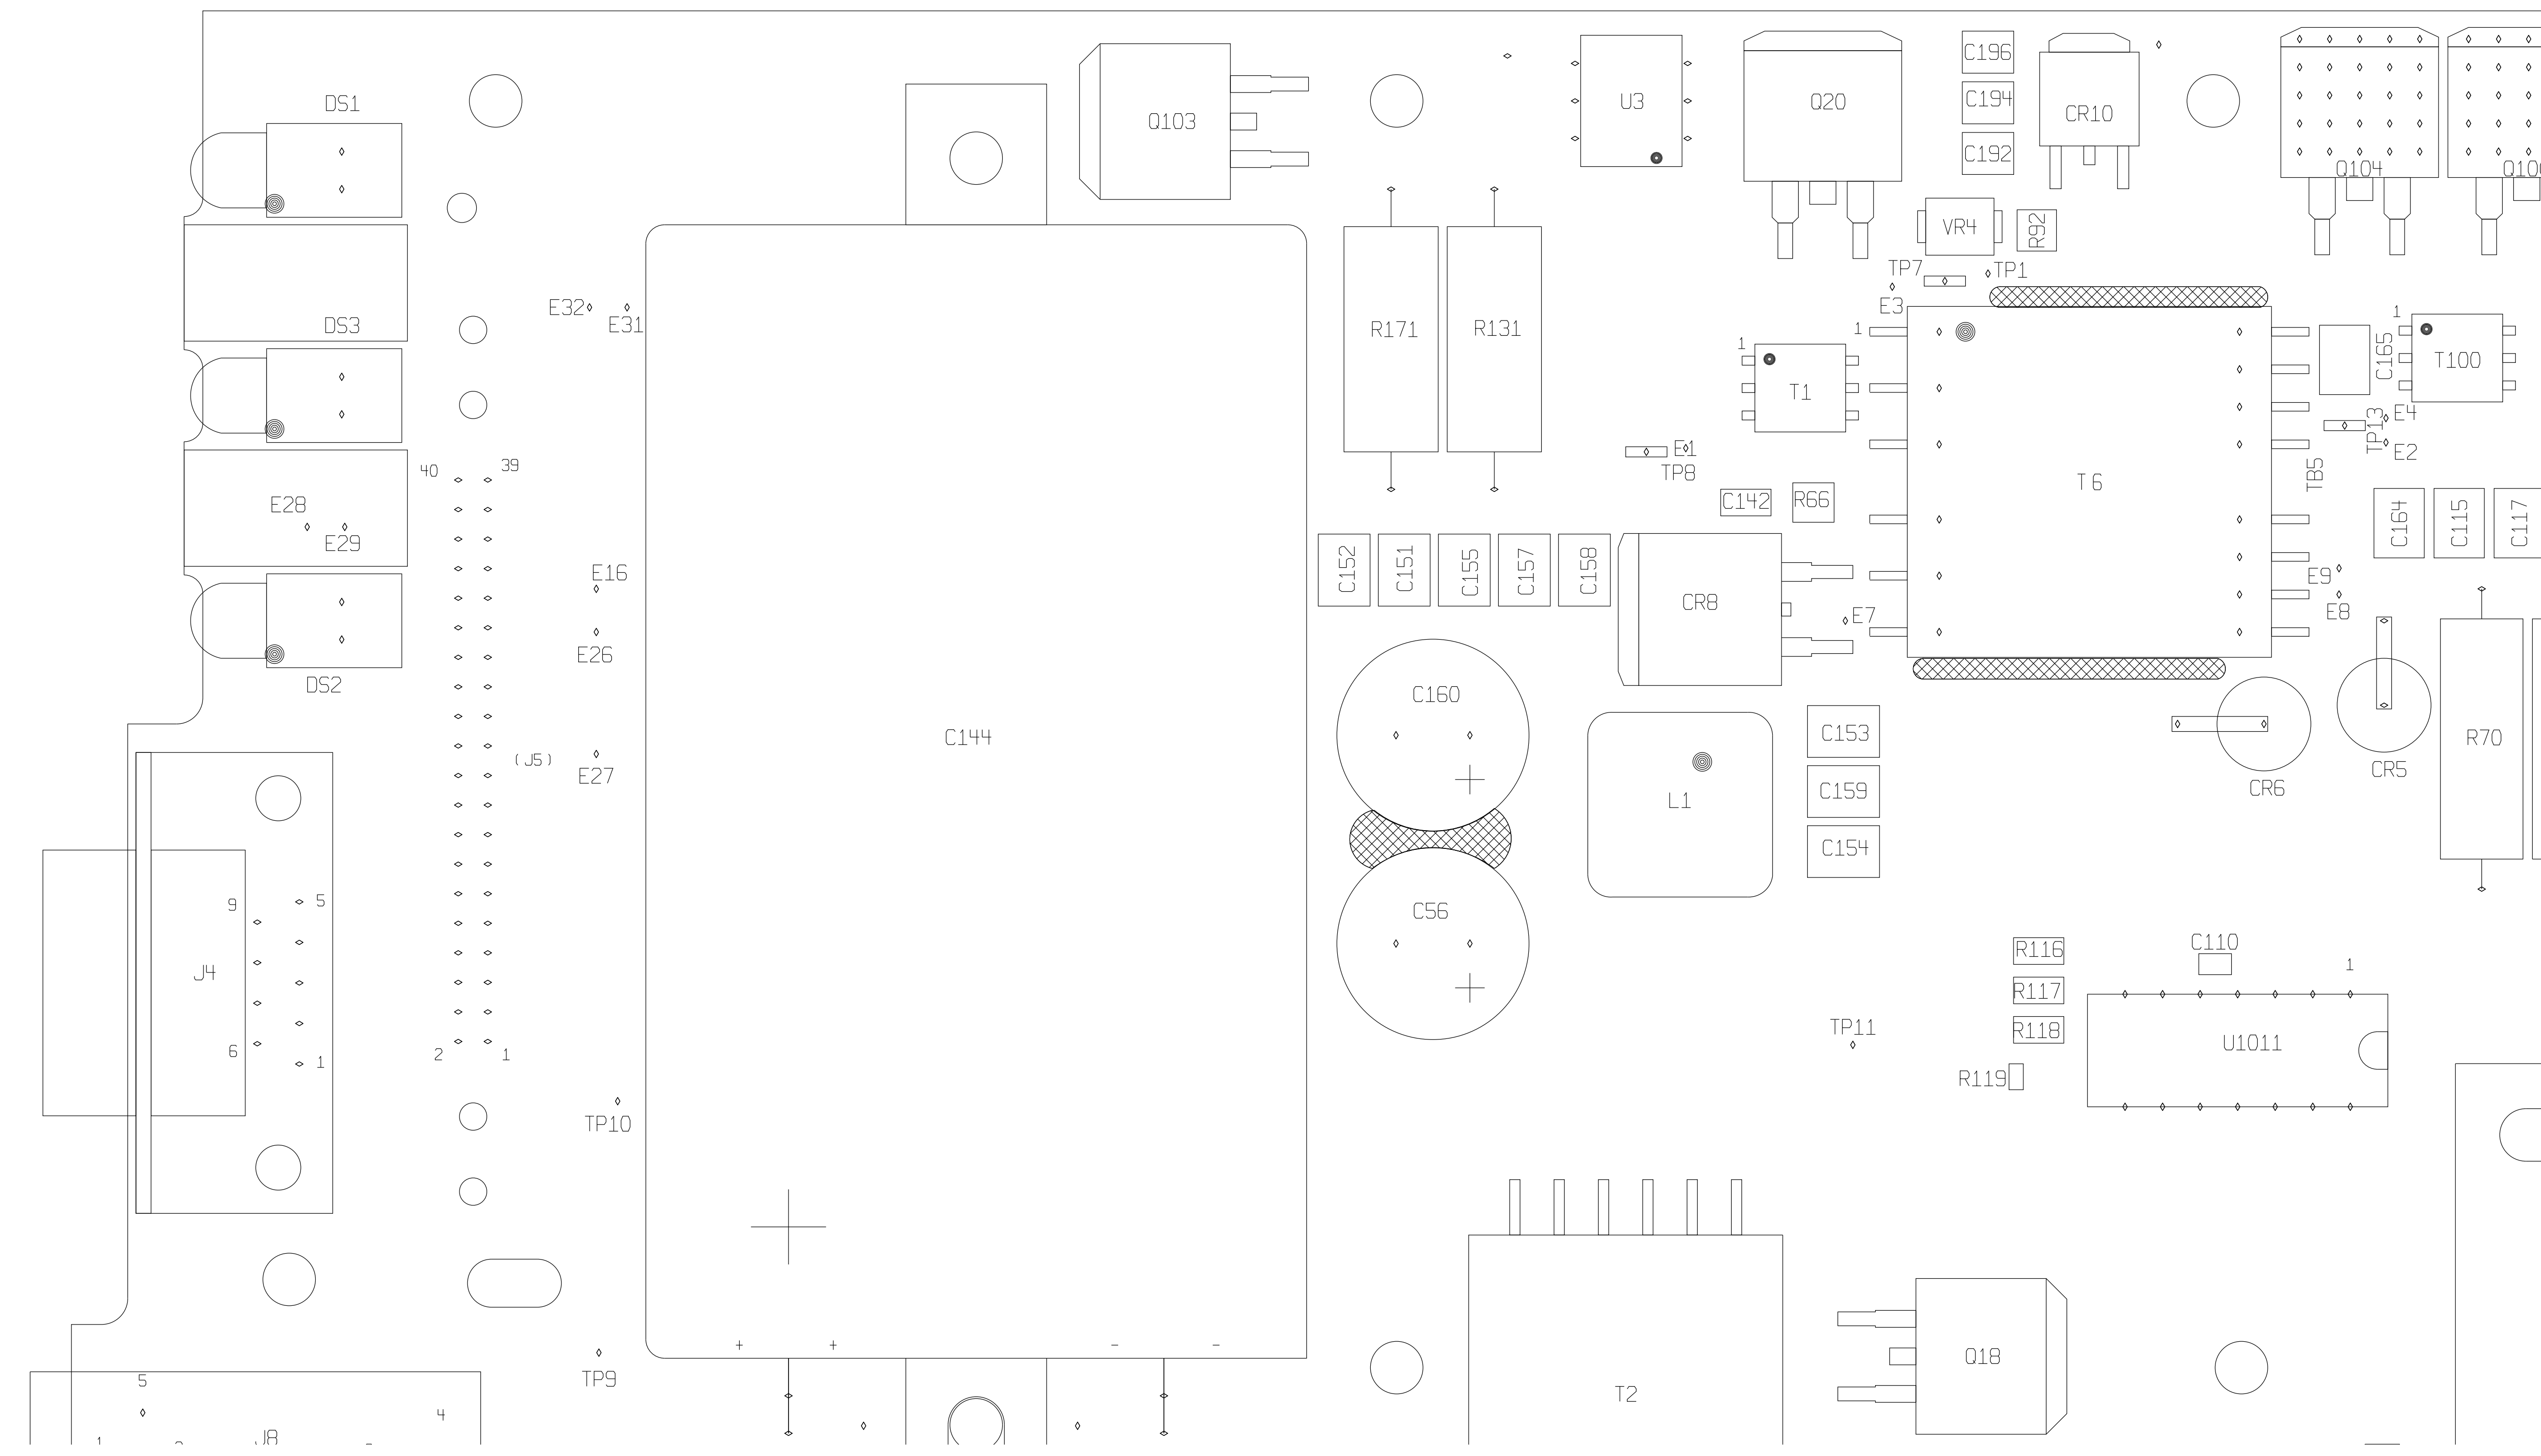 DS1
Q103
U3
Q20
C196
C194
C192
CR10
Q104
VR4
R92
TP7
TP1
E3
E32
E31
DS3
R171
R131
1
1
T1
1
C165
T100
TP13
E4
E2
TB5
E1
TP8
40
39
E28
E29
C142
R66
T6
C164
C115
C117
C152
C151
C155
C157
C158
CR8
E7
E16
E26
E9
E8
DS2
C160
C144
(J5)
E27
L1
C153
C159
C154
CR6
CR5
R70
9
5
J4
6
1
2
1
C56
R116
R117
R118
R119
C110
1
U1011
TP11
TP10
+
+
-
-
TP9
5
4
J8
1
T2
Q18